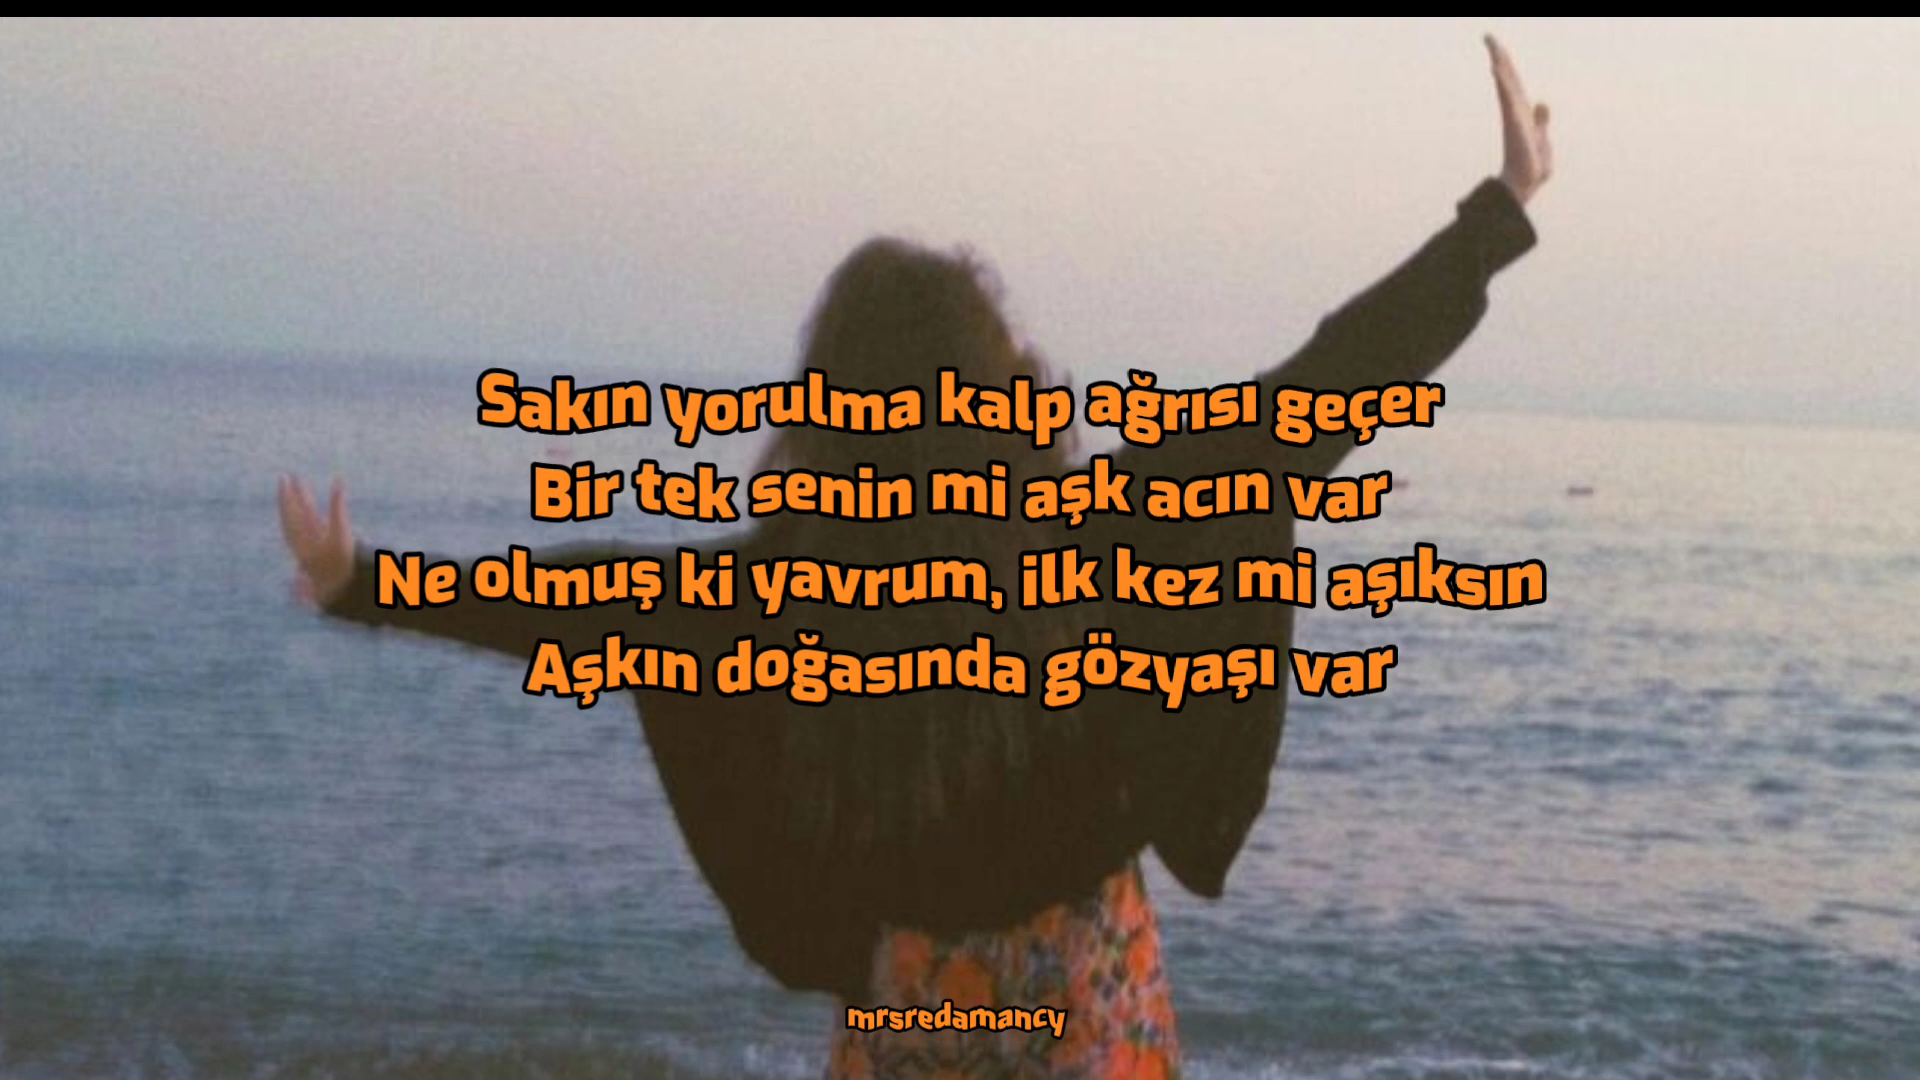 Sakın yorulma kalp ağrısı geçer
Bir tek senin mi aşk acın var
Ne olmuş ki yavrum, ilk kez mi aşıksın
Aşkın doğasında gözyaşı var
mrsredamancy